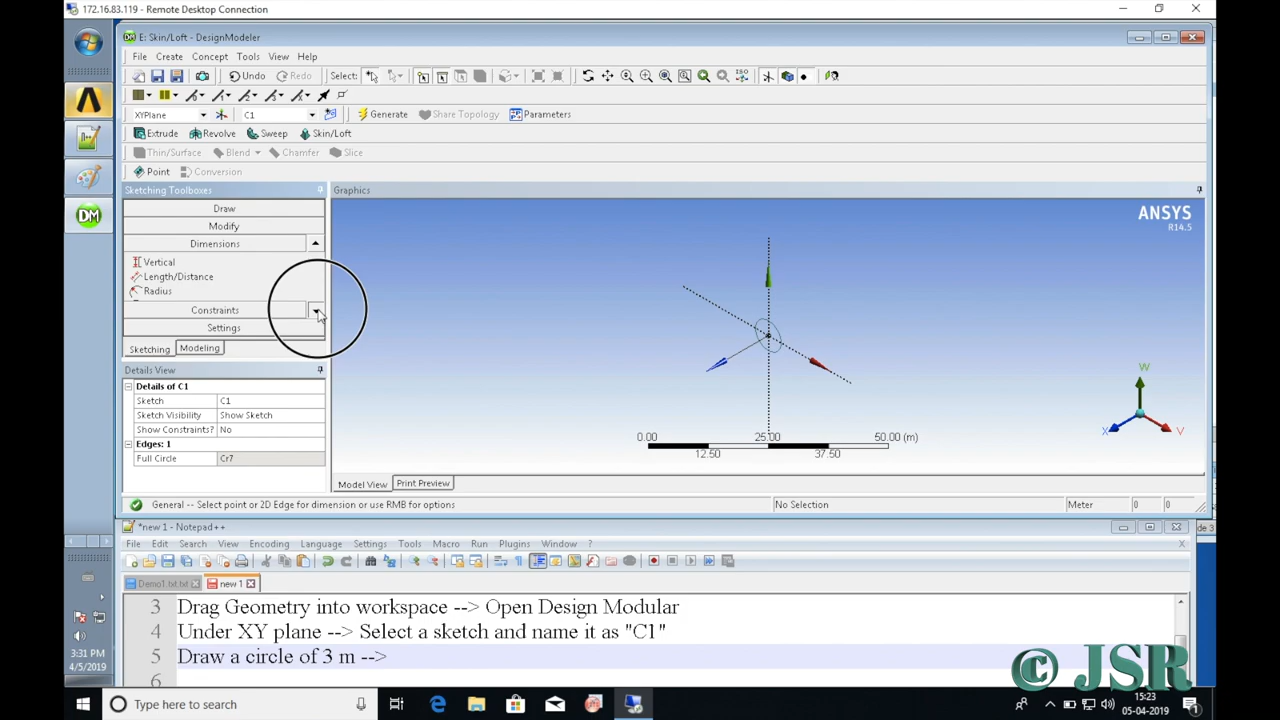 172.16.83.119 - Remote Desktop Connection
E: Skin/Loft - DesignModeler
File Create Concept Tools View Help
Undo Redo Select:
XYPlane C1 Generate Share Topology Parameters
Extrude Revolve Sweep Skin/Loft
Thin/Surface Blend Chamfer Slice
Point Conversion
Sketching Toolboxes
Draw
Modify
Dimensions
Vertical
Length/Distance
Radius
Constraints
Settings
Sketching Modeling
Details View
Details of C1
Sketch C1
Sketch Visibility Show Sketch
Show Constraints? No
Edges: 1
Full Circle Cr7
Graphics
ANSYS
R14.5
W
X
V
0.00 25.00 50.00 (m)
12.50 37.50
Model View Print Preview
General -- Select point or 2D Edge for dimension or use RMB for options No Selection Meter 0 0
*new 1 - Notepad++
File Edit Search View Encoding Language Settings Tools Macro Run Plugins Window ? X
Demo1.txt.txt new 1
3 Drag Geometry into workspace --> Open Design Modular
4 Under XY plane --> Select a sketch and name it as "C1"
5 Draw a circle of 3 m -->
6
© JSR
DM
3:31 PM
4/5/2019
Type here to search
15:23
05-04-2019